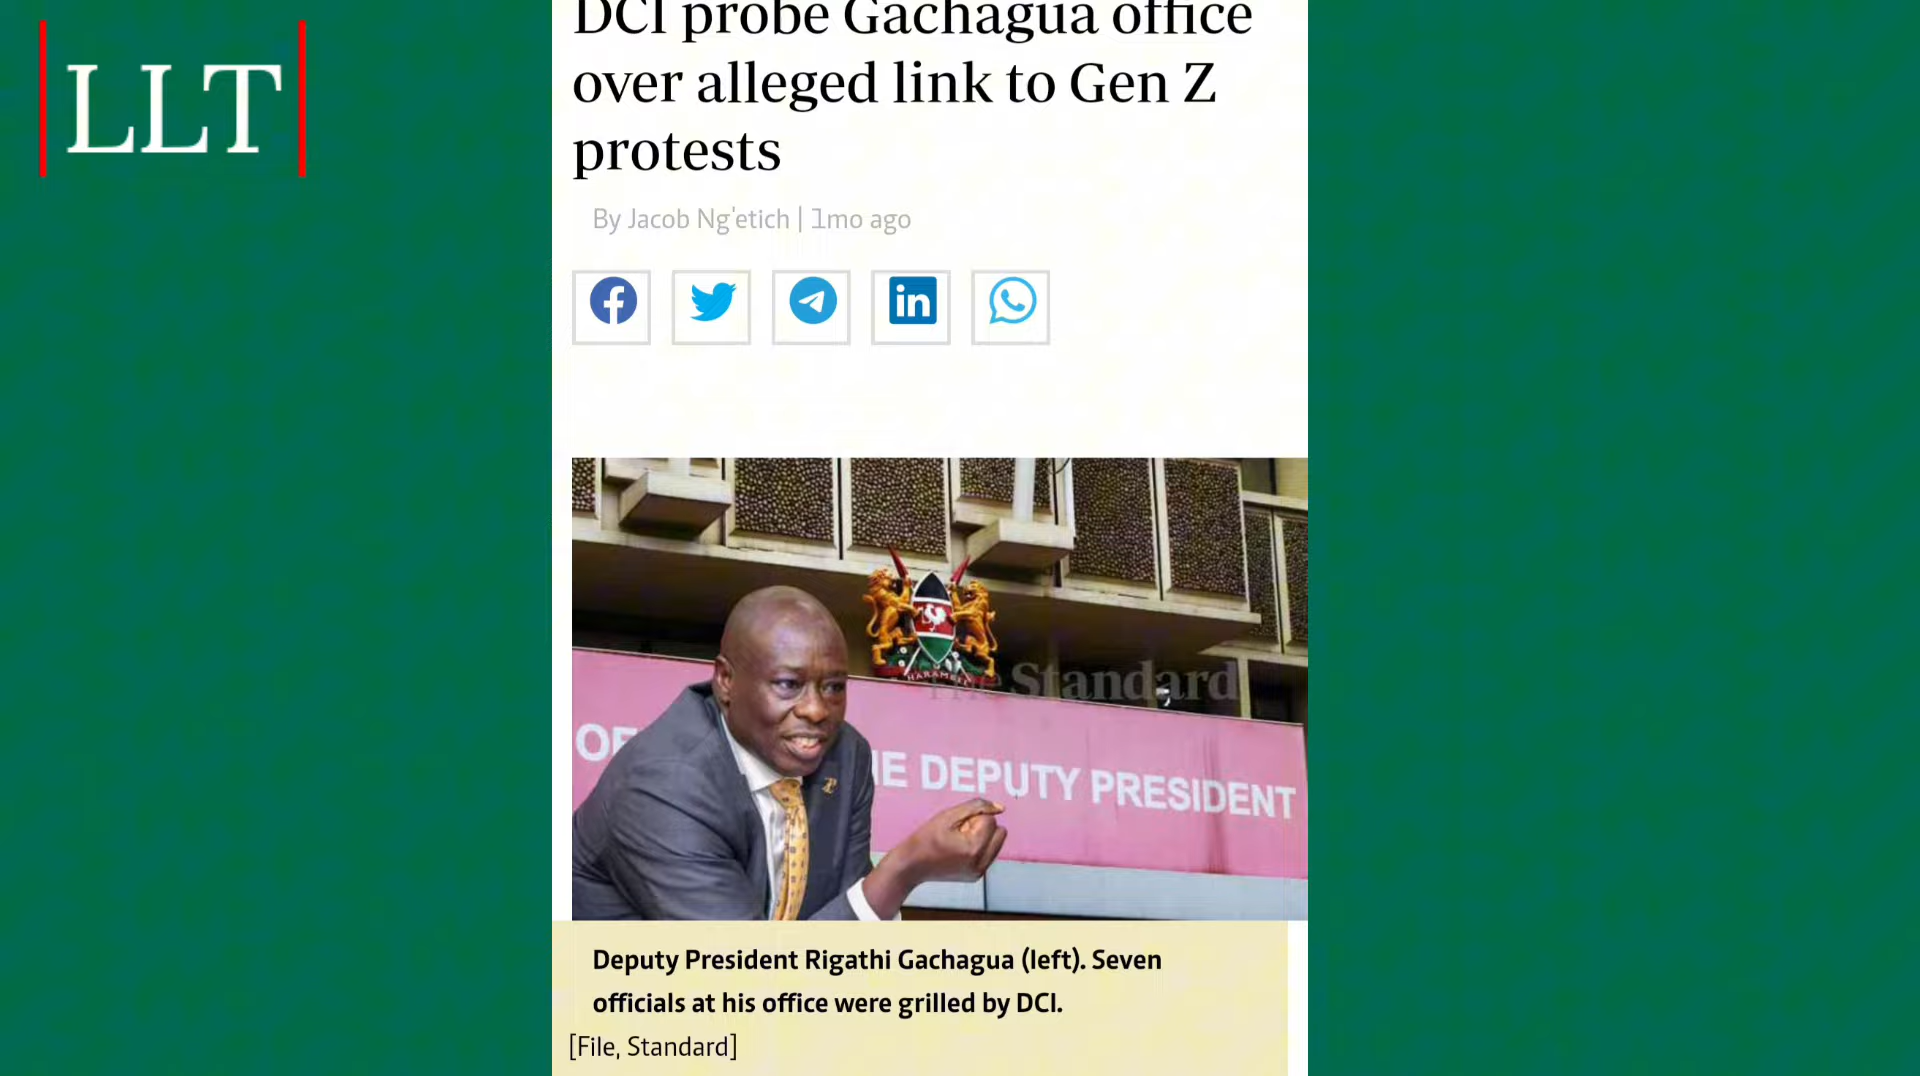 LLT
DCI probe Gachagua office
over alleged link to Gen Z
protests
By Jacob Ng'etich | 1mo ago
in
HARAMBEE
The Standard
OF THE DEPUTY PRESIDENT
Deputy President Rigathi Gachagua (left). Seven
officials at his office were grilled by DCI.
[File, Standard]